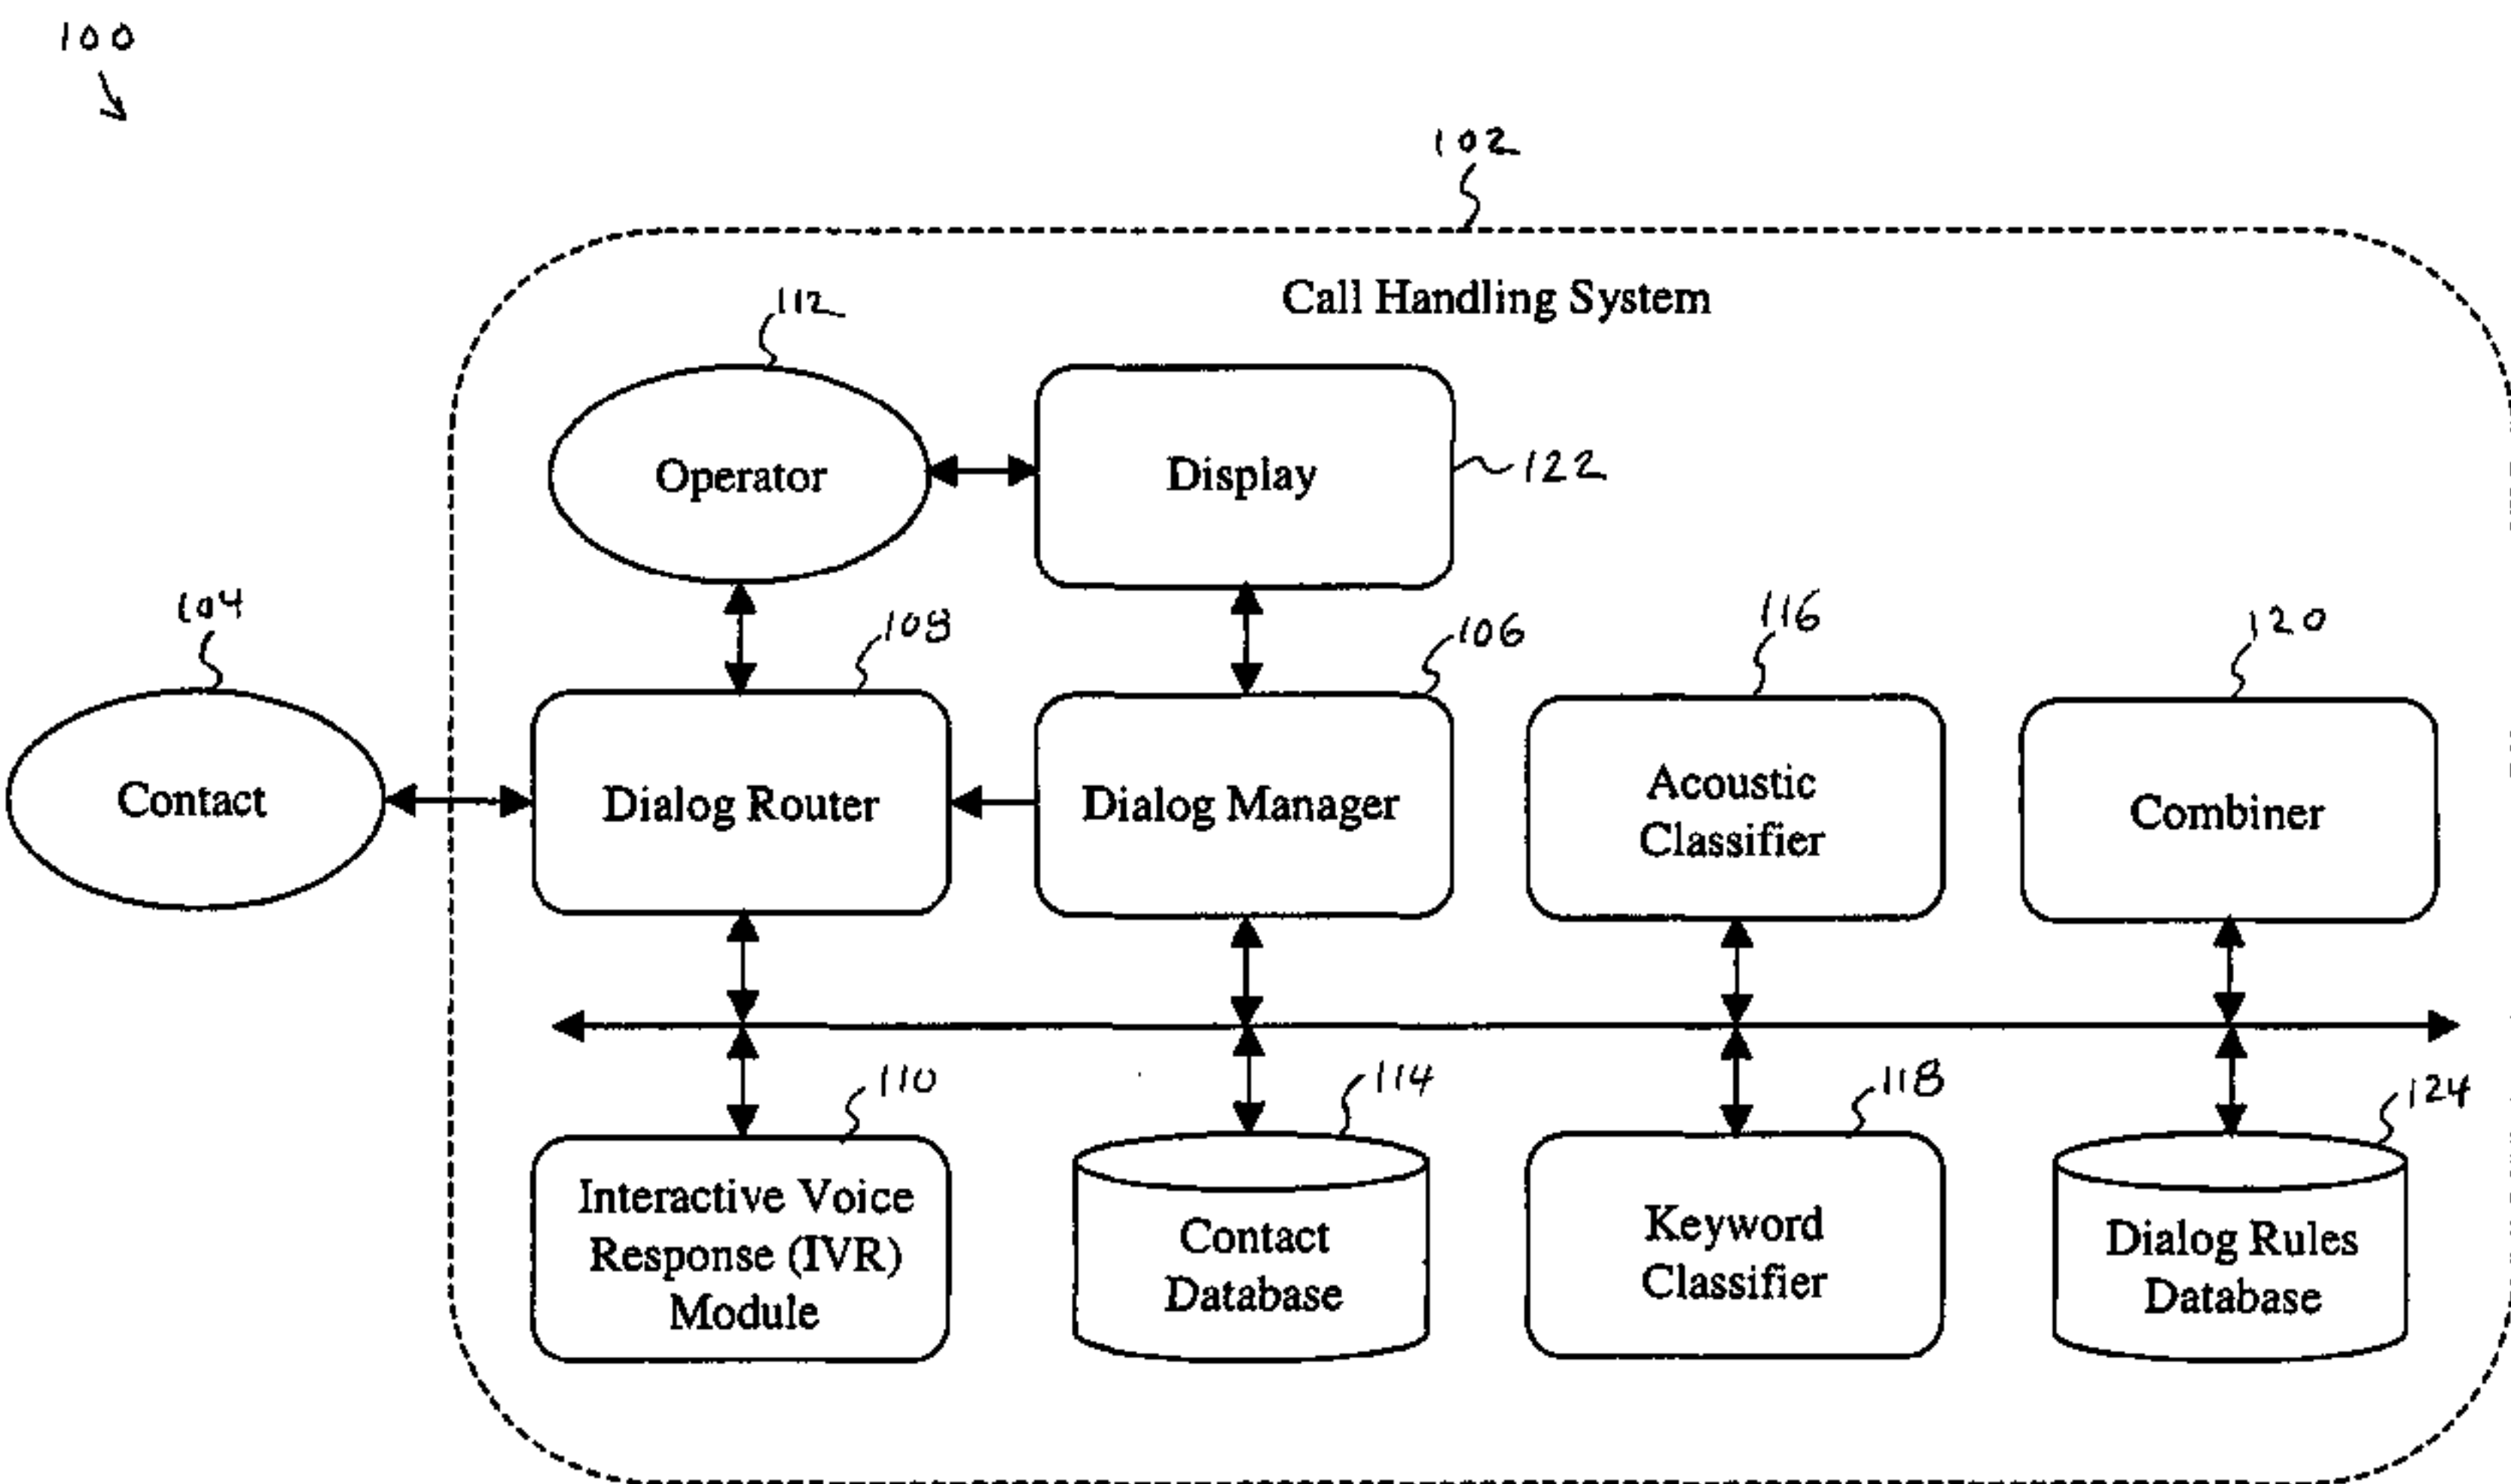 100
102
Call Handling System
112
Operator
Display
122
104
108
106
116
120
Contact
Dialog Router
Dialog Manager
Acoustic
Classifier
Combiner
110
114
118
124
Interactive Voice
Response (IVR)
Module
Contact
Database
Keyword
Classifier
Dialog Rules
Database